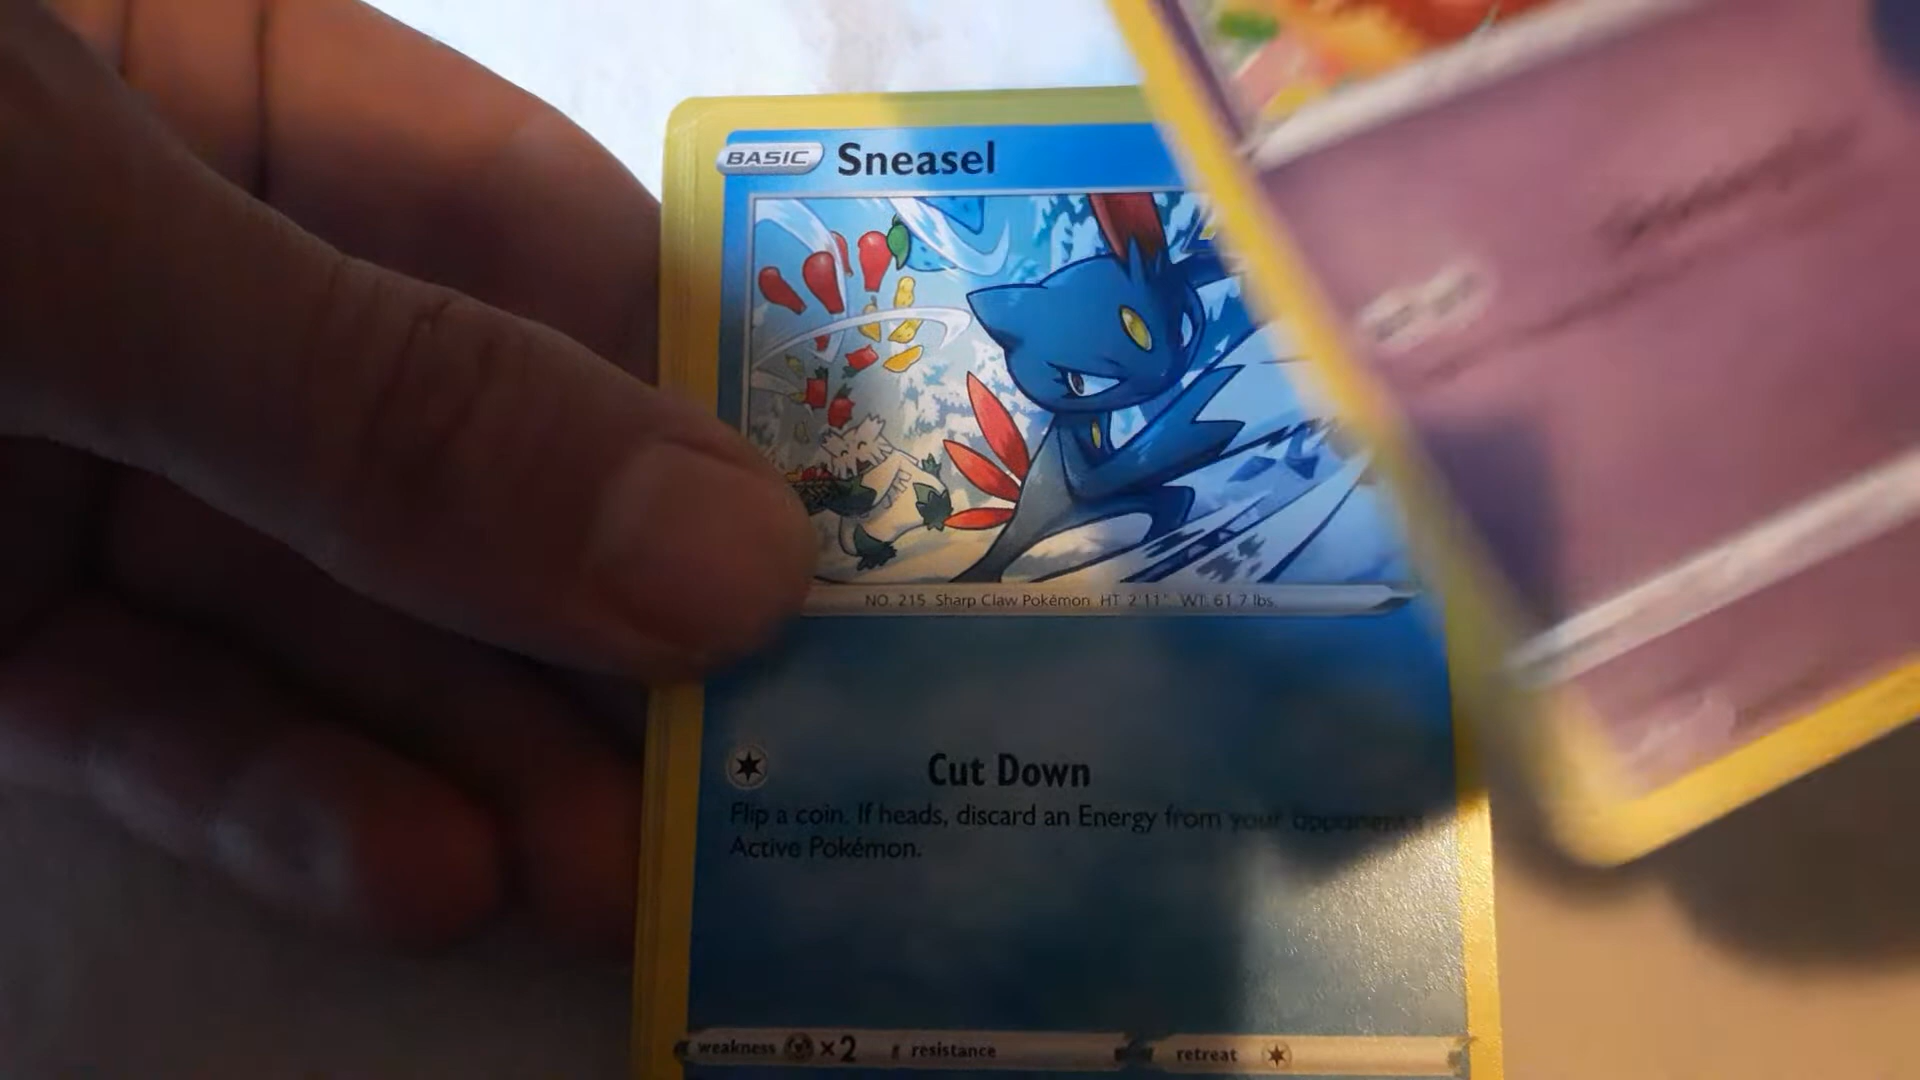 BASIC Sneasel
NO. 215 Sharp Claw Pokémon HT 2'11" WT: 61.7 lbs.
Cut Down
Flip a coin. If heads, discard an Energy from your opponent's
Active Pokémon.
weakness ×2 resistance retreat